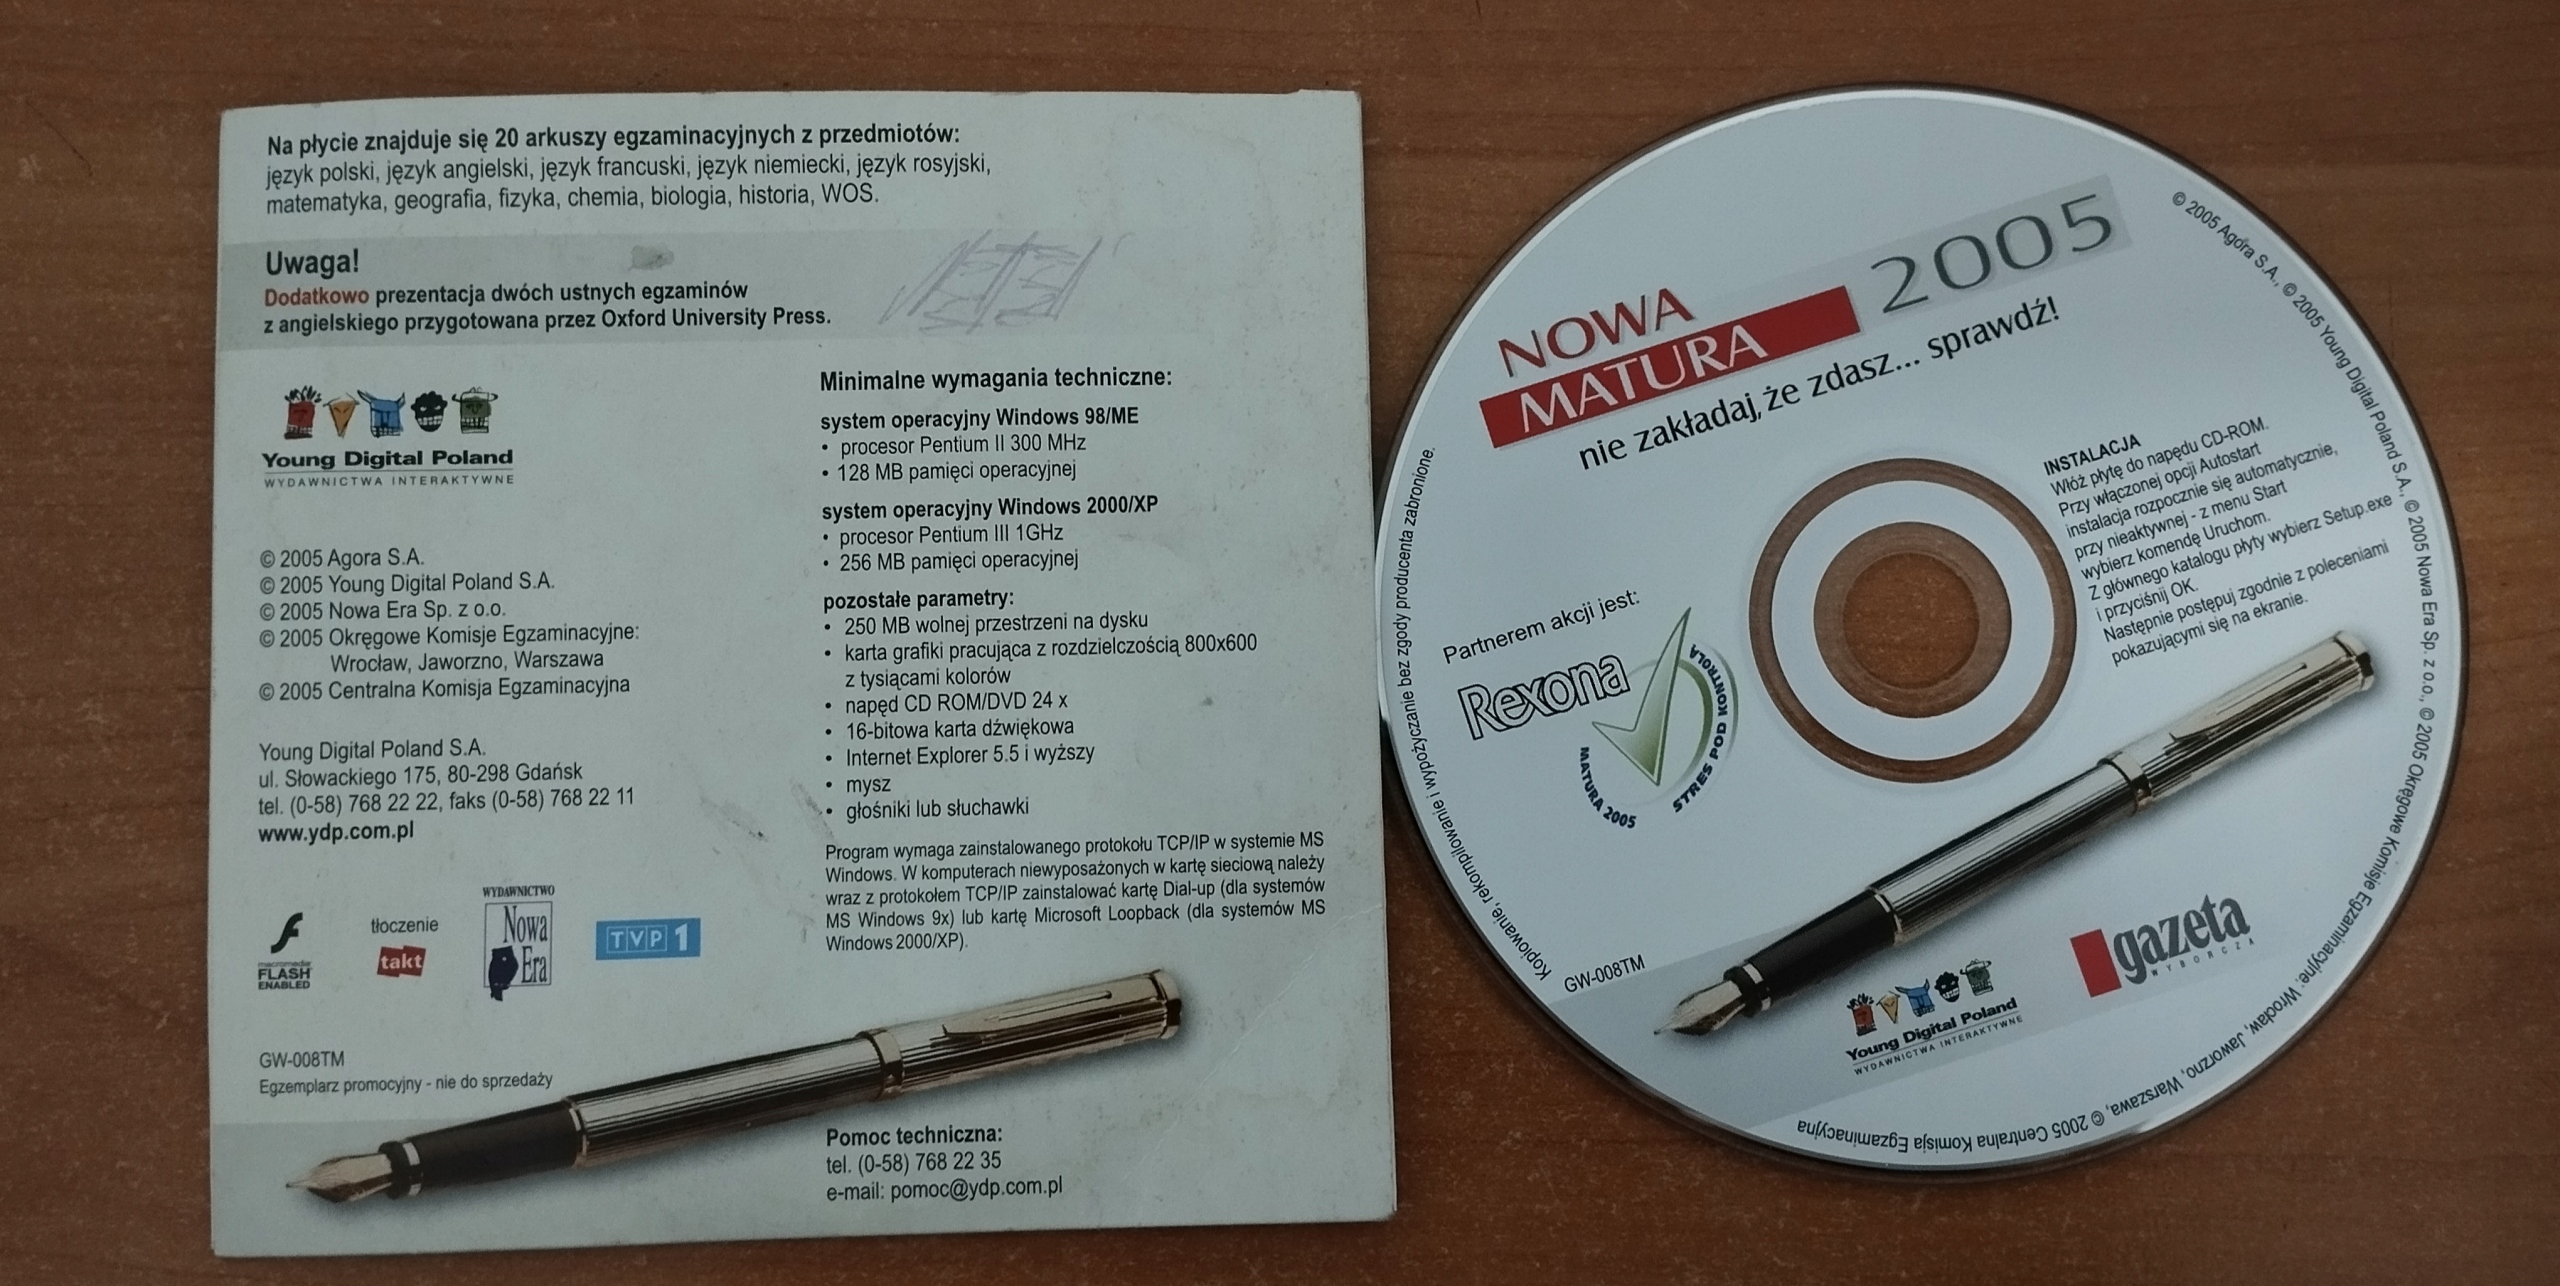 Na płycie znajduje się 20 arkuszy egzaminacyjnych z przedmiotów:
język polski, język angielski, język francuski, język niemiecki, język rosyjski,
matematyka, geografia, fizyka, chemia, biologia, historia, WOS.
Uwaga!
Dodatkowo prezentacja dwóch ustnych egzaminów
z angielskiego przygotowana przez Oxford University Press.
Young Digital Poland
WYDAWNICTWA INTERAKTYWNE
© 2005 Agora S.A.
© 2005 Young Digital Poland S.A.
© 2005 Nowa Era Sp. z o.o.
© 2005 Okręgowe Komisje Egzaminacyjne:
Wrocław, Jaworzno, Warszawa
© 2005 Centralna Komisja Egzaminacyjna
Young Digital Poland S.A.
ul. Słowackiego 175, 80-298 Gdańsk
tel. (0-58) 768 22 22, faks (0-58) 768 22 11
www.ydp.com.pl
macromedia
FLASH
ENABLED
tłoczenie
takt
WYDAWNICTWO
Nowa
Era
TVP 1
GW-008TM
Egzemplarz promocyjny - nie do sprzedaży
Minimalne wymagania techniczne:
system operacyjny Windows 98/ME
• procesor Pentium II 300 MHz
• 128 MB pamięci operacyjnej
system operacyjny Windows 2000/XP
• procesor Pentium III 1GHz
• 256 MB pamięci operacyjnej
pozostałe parametry:
• 250 MB wolnej przestrzeni na dysku
• karta grafiki pracująca z rozdzielczością 800x600
z tysiącami kolorów
• napęd CD ROM/DVD 24 x
• 16-bitowa karta dźwiękowa
• Internet Explorer 5.5 i wyższy
• mysz
• głośniki lub słuchawki
Program wymaga zainstalowanego protokołu TCP/IP w systemie MS
Windows. W komputerach niewyposażonych w kartę sieciową należy
wraz z protokołem TCP/IP zainstalować kartę Dial-up (dla systemów
MS Windows 9x) lub kartę Microsoft Loopback (dla systemów MS
Windows 2000/XP).
Pomoc techniczna:
tel. (0-58) 768 22 35
e-mail: pomoc@ydp.com.pl
NOWA
MATURA 2005
nie zakładaj, że zdasz... sprawdź!
INSTALACJA
Włóż płytę do napędu CD-ROM.
Przy włączonej opcji Autostart
instalacja rozpocznie się automatycznie,
przy nieaktywnej - z menu Start
wybierz komendę Uruchom.
Z głównego katalogu płyty wybierz Setup.exe
i przyciśnij OK.
Następnie postępuj zgodnie z poleceniami
pokazującymi się na ekranie.
Partnerem akcji jest:
Rexona
MATURA 2005
STRES POD KONTROLĄ
GW-008TM
Young Digital Poland
WYDAWNICTWA INTERAKTYWNE
gazeta
WYBORCZA
Kopiowanie, rekompilowanie i wypożyczanie bez zgody producenta zabronione.
© 2005 Agora S.A., © 2005 Young Digital Poland S.A., © 2005 Nowa Era Sp. z o.o., © 2005 Okręgowe Komisje Egzaminacyjne: Wrocław, Jaworzno, Warszawa, © 2005 Centralna Komisja Egzaminacyjna